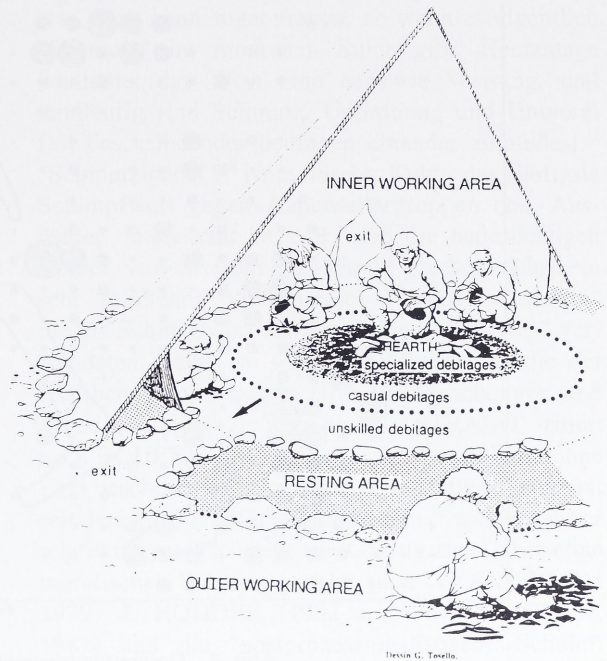 INNER WORKING AREA
exit
HEARTH
specialized debitages
casual debitages
unskilled debitages
exit
RESTING AREA
OUTER WORKING AREA
Dessin G. Tosello.